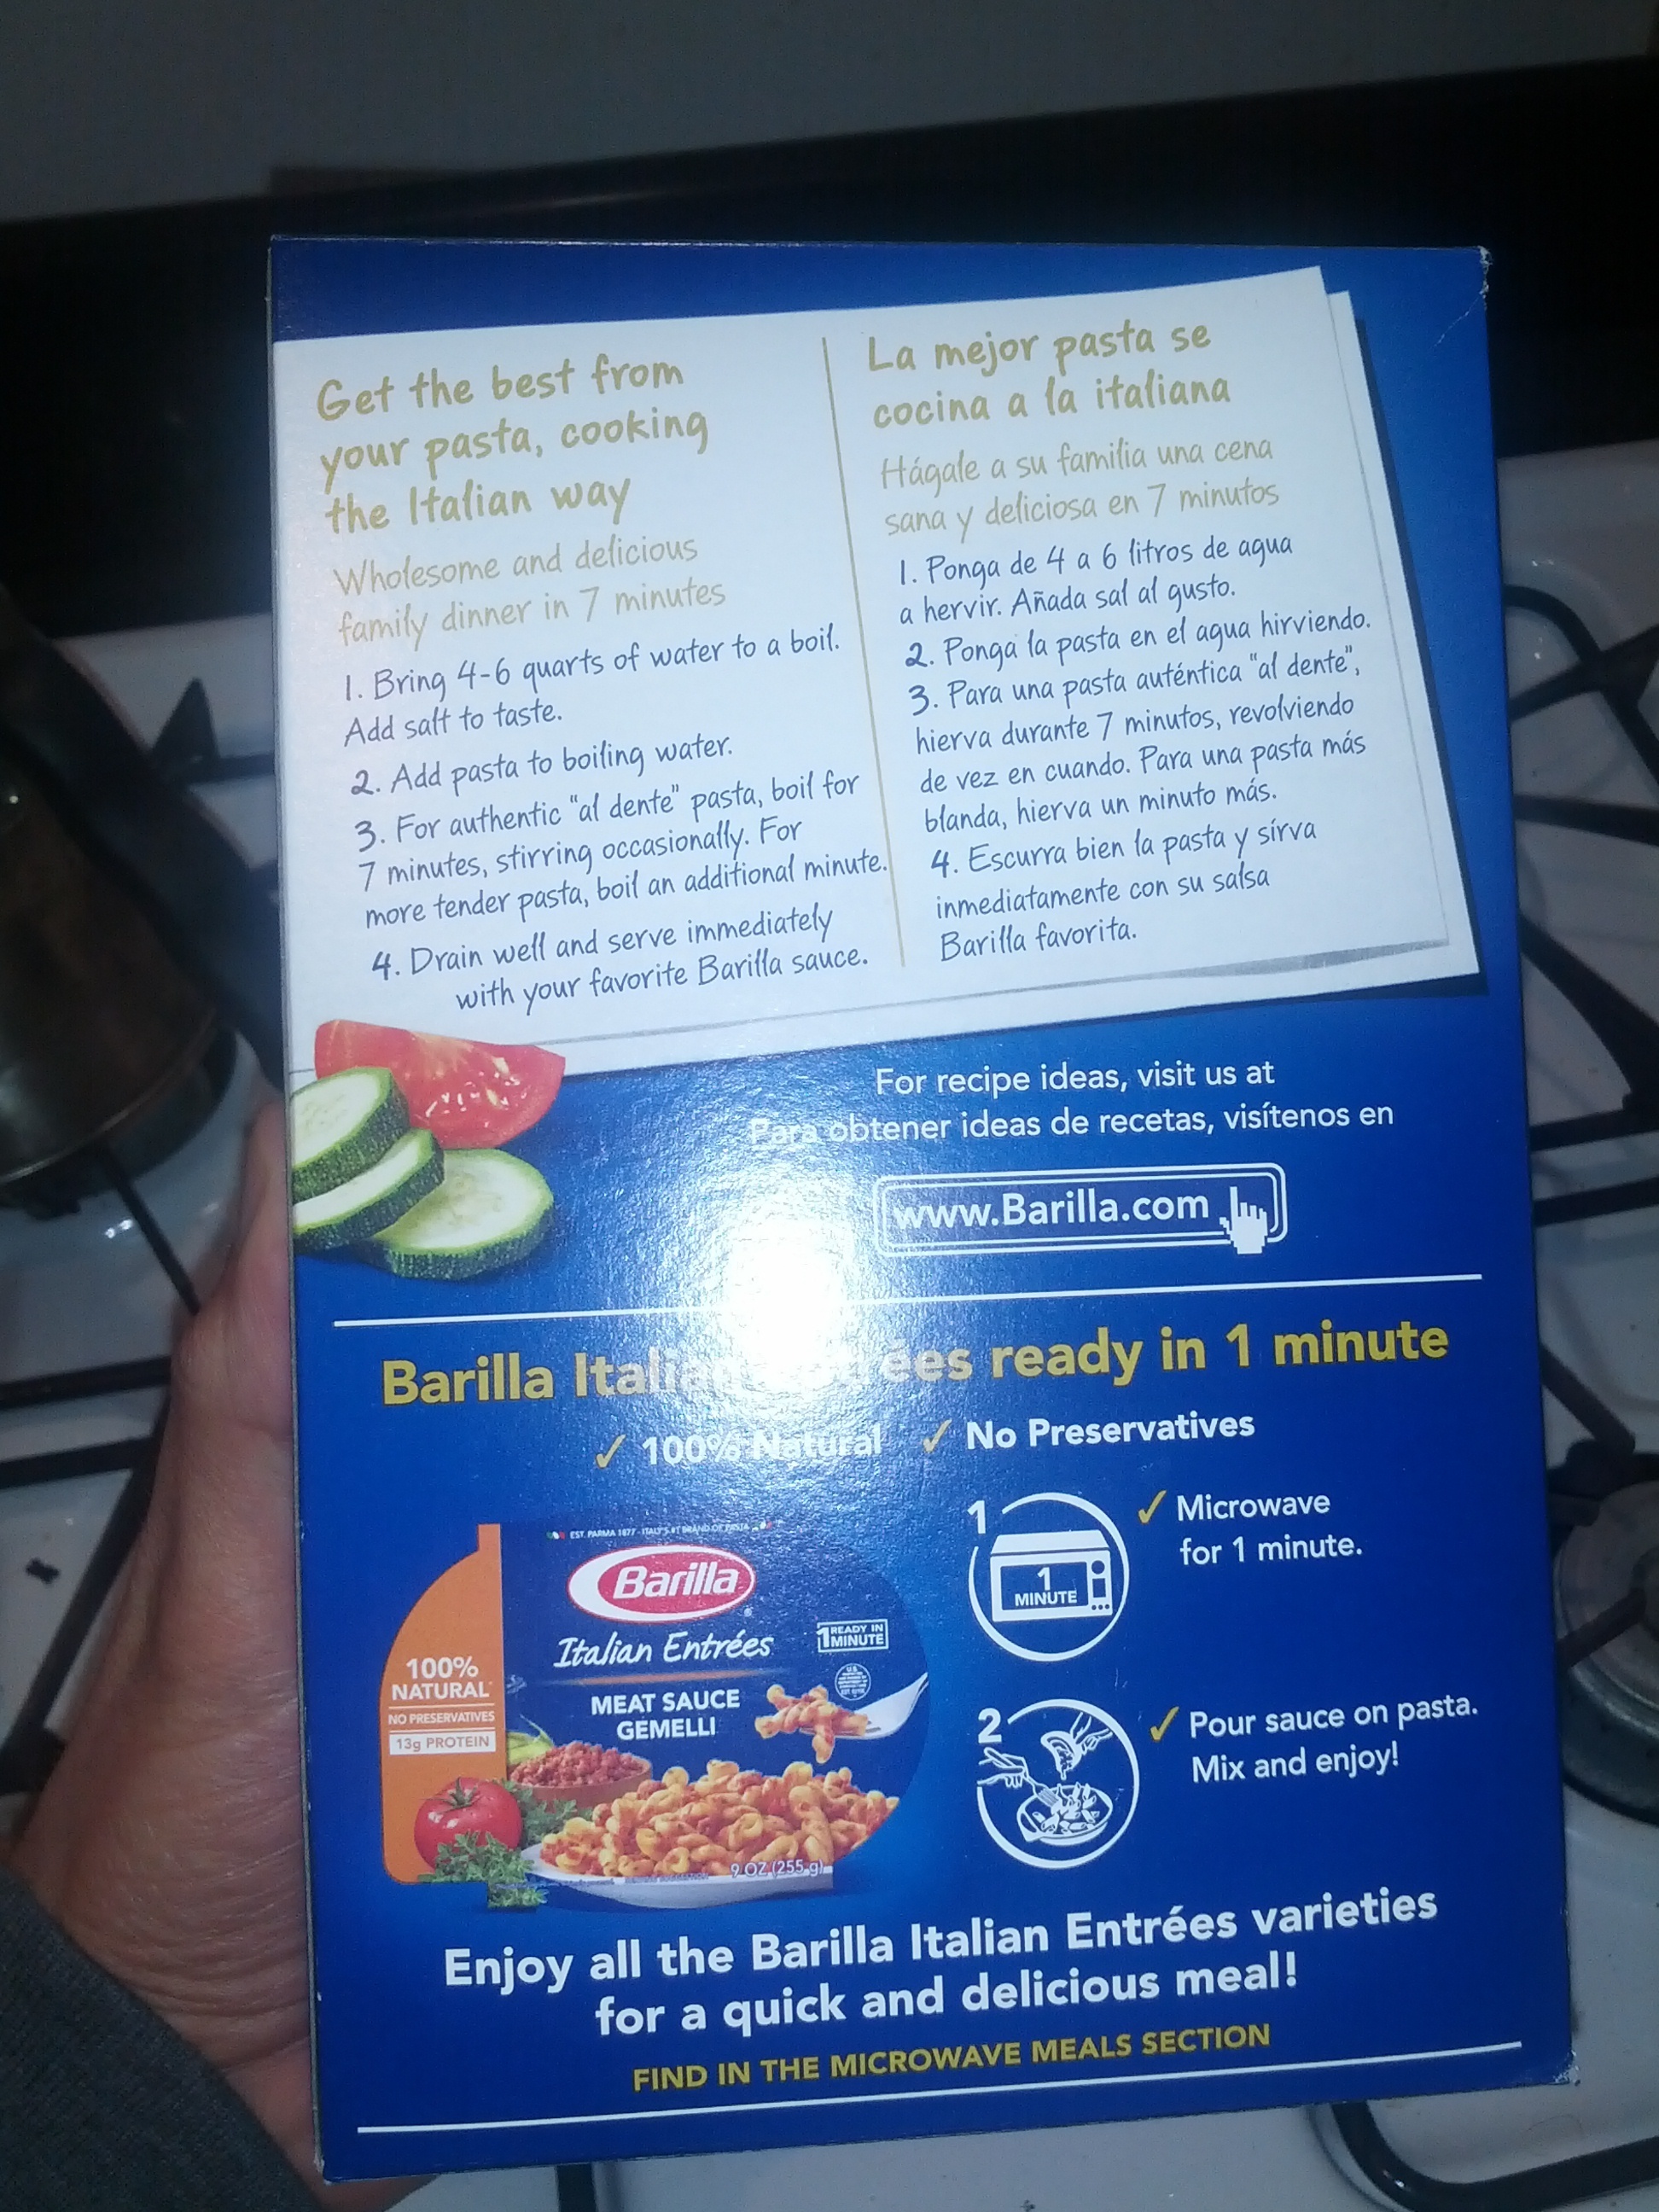 Get the best from
your pasta, cooking
the Italian way
Wholesome and delicious
family dinner in 7 minutes
1. Bring 4-6 quarts of water to a boil.
Add salt to taste.
2. Add pasta to boiling water.
3. For authentic "al dente" pasta, boil for
7 minutes, stirring occasionally. For
more tender pasta, boil an additional minute.
4. Drain well and serve immediately
with your favorite Barilla sauce.
La mejor pasta se
cocina a la italiana
Hágale a su familia una cena
sana y deliciosa en 7 minutos
1. Ponga de 4 a 6 litros de agua
a hervir. Añada sal al gusto.
2. Ponga la pasta en el agua hirviendo.
3. Para una pasta auténtica "al dente",
hierva durante 7 minutos, revolviendo
de vez en cuando. Para una pasta más
blanda, hierva un minuto más.
4. Escurra bien la pasta y sírva
inmediatamente con su salsa
Barilla favorita.
For recipe ideas, visit us at
Para obtener ideas de recetas, visítenos en
www.Barilla.com
Barilla Italian Entrées ready in 1 minute
✓ 100% Natural ✓ No Preservatives
EST. PARMA 1877 - ITALY'S #1 BRAND OF PASTA
Barilla
Italian Entrées
1 READY IN
MINUTE
MEAT SAUCE
GEMELLI
100%
NATURAL
NO PRESERVATIVES
13g PROTEIN
9 OZ (255 g)
1
1
MINUTE
✓ Microwave
for 1 minute.
2
✓ Pour sauce on pasta.
Mix and enjoy!
Enjoy all the Barilla Italian Entrées varieties
for a quick and delicious meal!
FIND IN THE MICROWAVE MEALS SECTION